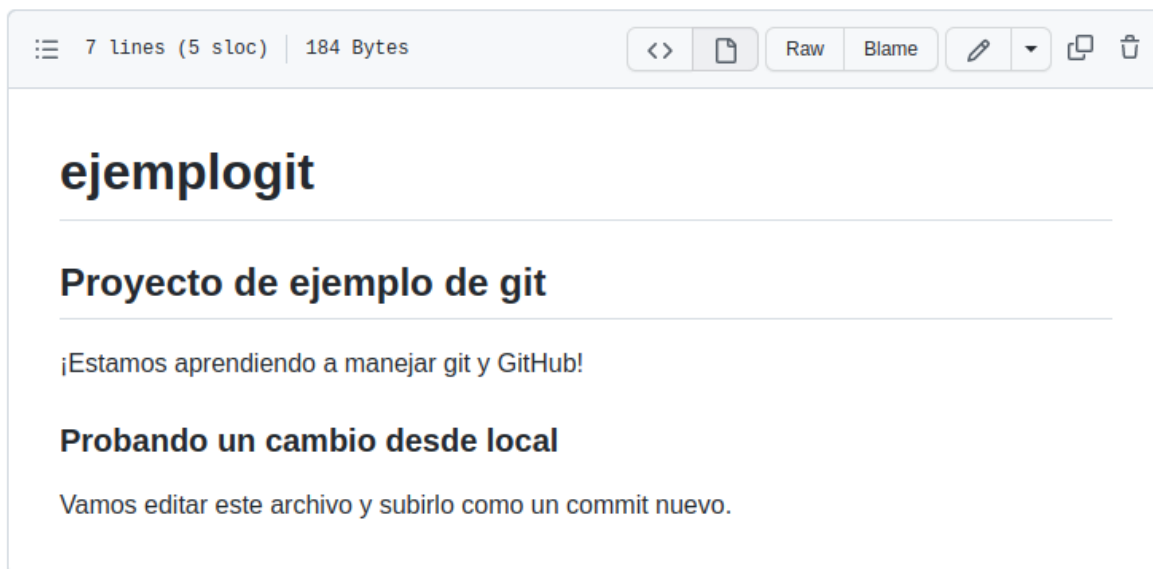 7 lines (5 sloc) 184 Bytes Raw Blame
ejemplogit
Proyecto de ejemplo de git
¡Estamos aprendiendo a manejar git y GitHub!
Probando un cambio desde local
Vamos editar este archivo y subirlo como un commit nuevo.